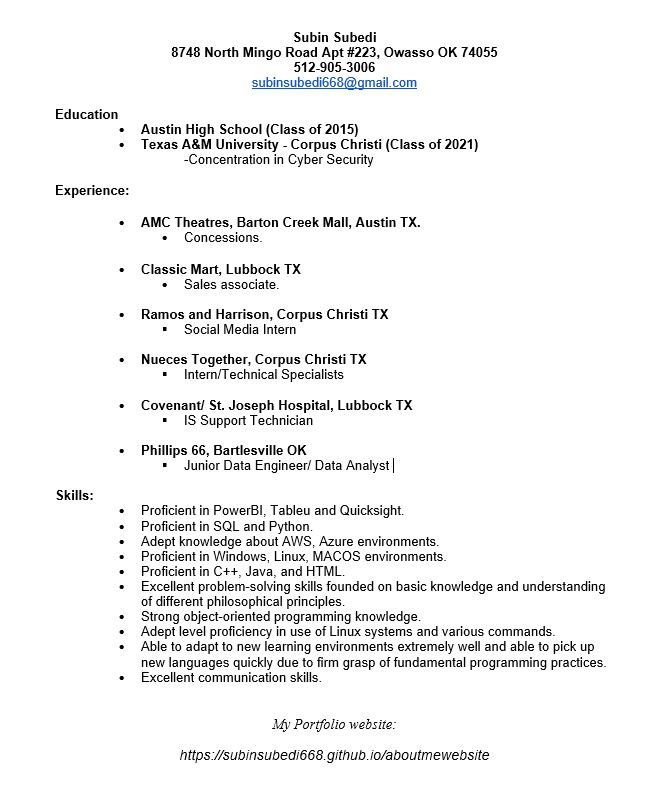 Subin Subedi
8748 North Mingo Road Apt #223, Owasso OK 74055
512-905-3006
subinsubedi668@gmail.com
Education
• Austin High School (Class of 2015)
• Texas A&M University - Corpus Christi (Class of 2021)
-Concentration in Cyber Security
Experience:
• AMC Theatres, Barton Creek Mall, Austin TX.
• Concessions.
• Classic Mart, Lubbock TX
• Sales associate.
• Ramos and Harrison, Corpus Christi TX
▪ Social Media Intern
• Nueces Together, Corpus Christi TX
▪ Intern/Technical Specialists
• Covenant/ St. Joseph Hospital, Lubbock TX
▪ IS Support Technician
• Phillips 66, Bartlesville OK
▪ Junior Data Engineer/ Data Analyst
Skills:
• Proficient in PowerBI, Tableu and Quicksight.
• Proficient in SQL and Python.
• Adept knowledge about AWS, Azure environments.
• Proficient in Windows, Linux, MACOS environments.
• Proficient in C++, Java, and HTML.
• Excellent problem-solving skills founded on basic knowledge and understanding
of different philosophical principles.
• Strong object-oriented programming knowledge.
• Adept level proficiency in use of Linux systems and various commands.
• Able to adapt to new learning environments extremely well and able to pick up
new languages quickly due to firm grasp of fundamental programming practices.
• Excellent communication skills.
My Portfolio website:
https://subinsubedi668.github.io/aboutmewebsite